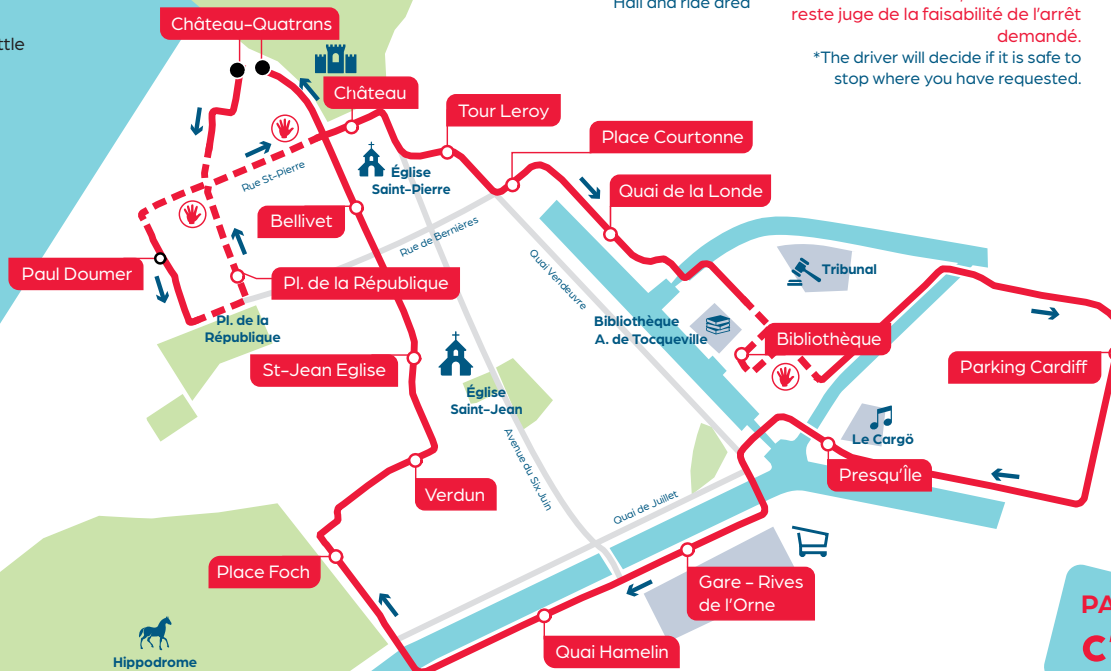 Hall and ride area
reste juge de la faisabilité de l'arrêt
demandé.
*The driver will decide if it is safe to
stop where you have requested.
Château-Quatrans
Château
Tour Leroy
Place Courtonne
Quai de la Londe
Église
Saint-Pierre
Rue St-Pierre
Bellivet
Rue de Bernières
Quai Vendeuvre
Tribunal
Paul Doumer
Pl. de la République
Pl. de la
République
Bibliothèque
A. de Tocqueville
Bibliothèque
St-Jean Eglise
Parking Cardiff
Église
Saint-Jean
Le Cargö
Avenue du Six Juin
Presqu'Île
Verdun
Quai de Juillet
Place Foch
Gare - Rives
de l'Orne
Quai Hamelin
Hippodrome
PA